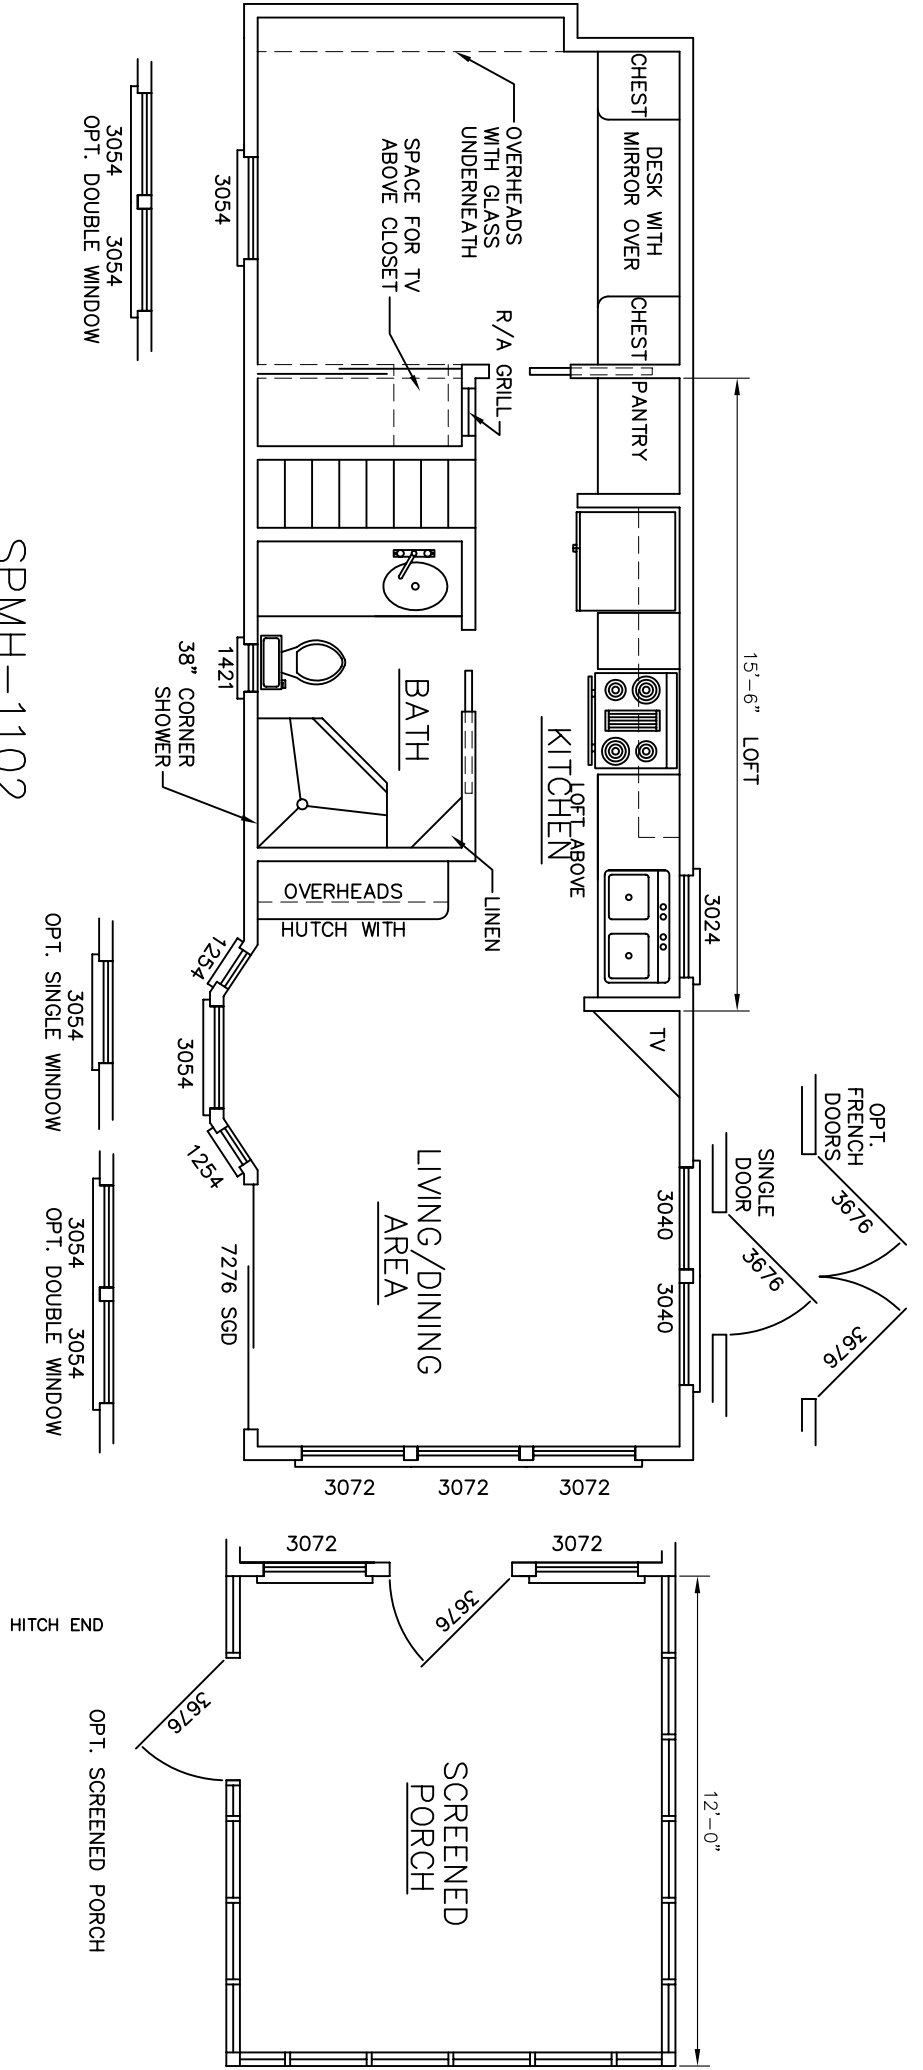 CHEST
DESK WITH
MIRROR OVER
CHEST
PANTRY
OVERHEADS
WITH GLASS
UNDERNEATH
SPACE FOR TV
ABOVE CLOSET
R/A GRILL
3054
3054
3054
OPT. DOUBLE WINDOW
15'-6" LOFT
KITCHEN
LOFT ABOVE
BATH
1421
38" CORNER
SHOWER
LINEN
OVERHEADS
HUTCH WITH
3024
TV
1254
3054
1254
3054
OPT. SINGLE WINDOW
3054
3054
OPT. DOUBLE WINDOW
LIVING/DINING
AREA
7276 SGD
3040
3040
SINGLE
DOOR
3676
OPT.
FRENCH
DOORS
3676
3676
3072
3072
3072
3072
3072
3676
3676
SCREENED
PORCH
12'-0"
HITCH END
OPT. SCREENED PORCH
SPMH-1102